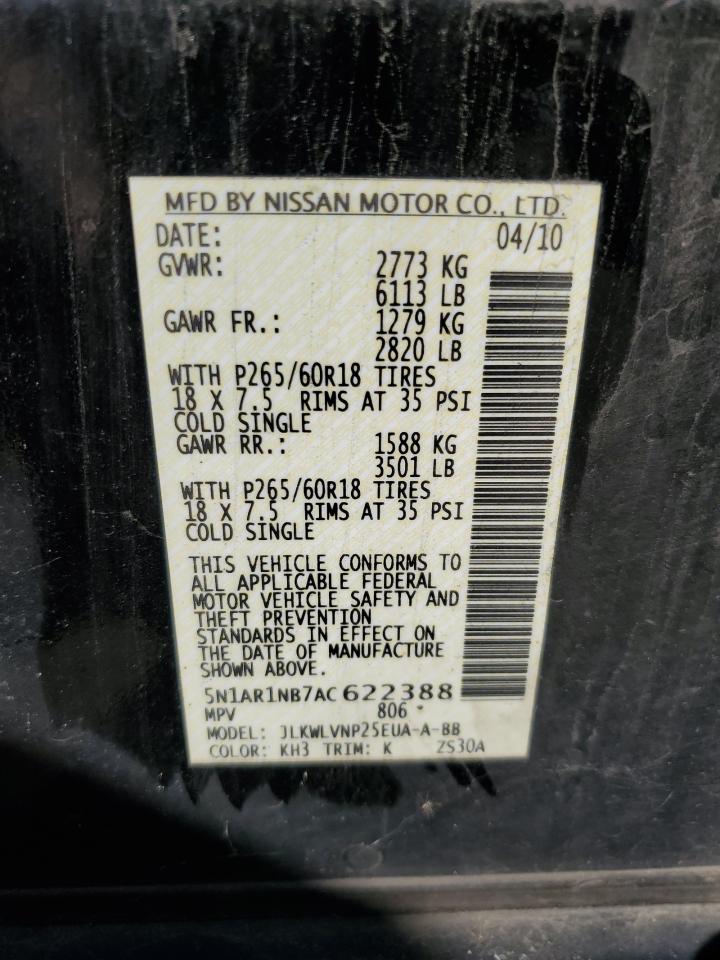 MFD BY NISSAN MOTOR CO., LTD.
DATE: 04/10
GVWR: 2773 KG
6113 LB
GAWR FR.: 1279 KG
2820 LB
WITH P265/60R18 TIRES
18 X 7.5 RIMS AT 35 PSI
COLD SINGLE
GAWR RR.: 1588 KG
3501 LB
WITH P265/60R18 TIRES
18 X 7.5 RIMS AT 35 PSI
COLD SINGLE
THIS VEHICLE CONFORMS TO
ALL APPLICABLE FEDERAL
MOTOR VEHICLE SAFETY AND
THEFT PREVENTION
STANDARDS IN EFFECT ON
THE DATE OF MANUFACTURE
SHOWN ABOVE.
5N1AR1NB7AC622388
MPV 806 *
MODEL: JLKWLVNP25EUA-A-BB
COLOR: KH3 TRIM: K ZS30A